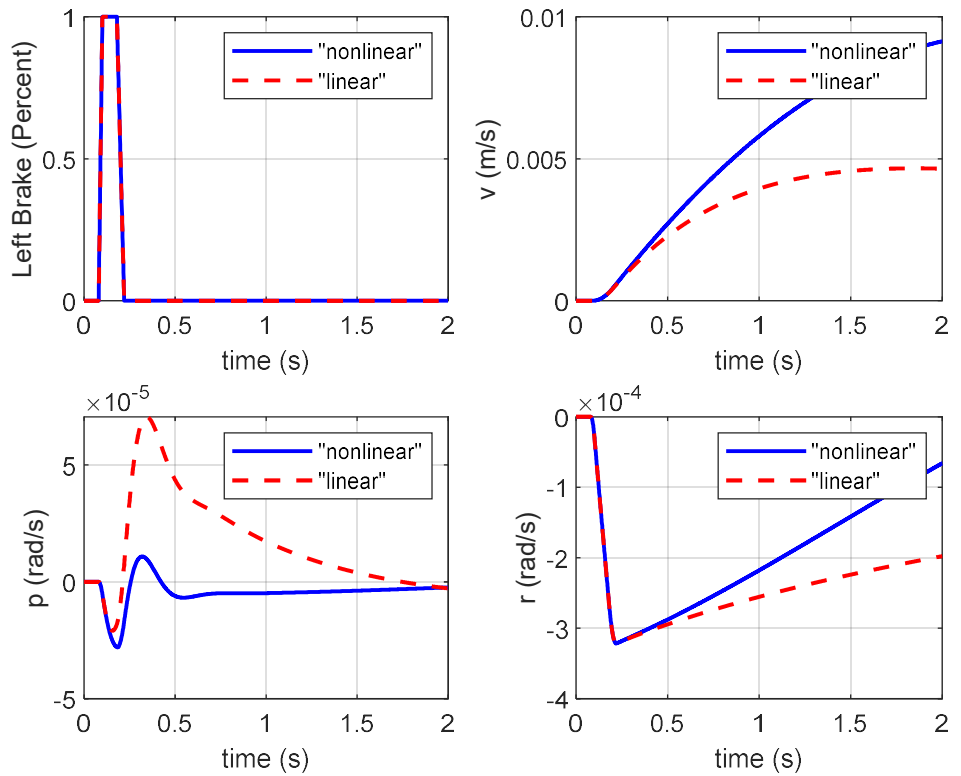 Left Brake (Percent)
1
0.5
0
0
0.5
1
1.5
2
time (s)
"nonlinear"
"linear"
v (m/s)
0.01
0.005
0
0
0.5
1
1.5
2
time (s)
"nonlinear"
"linear"
p (rad/s)
×10⁻⁵
5
0
-5
0
0.5
1
1.5
2
time (s)
"nonlinear"
"linear"
r (rad/s)
×10⁻⁴
0
-1
-2
-3
-4
0
0.5
1
1.5
2
time (s)
"nonlinear"
"linear"